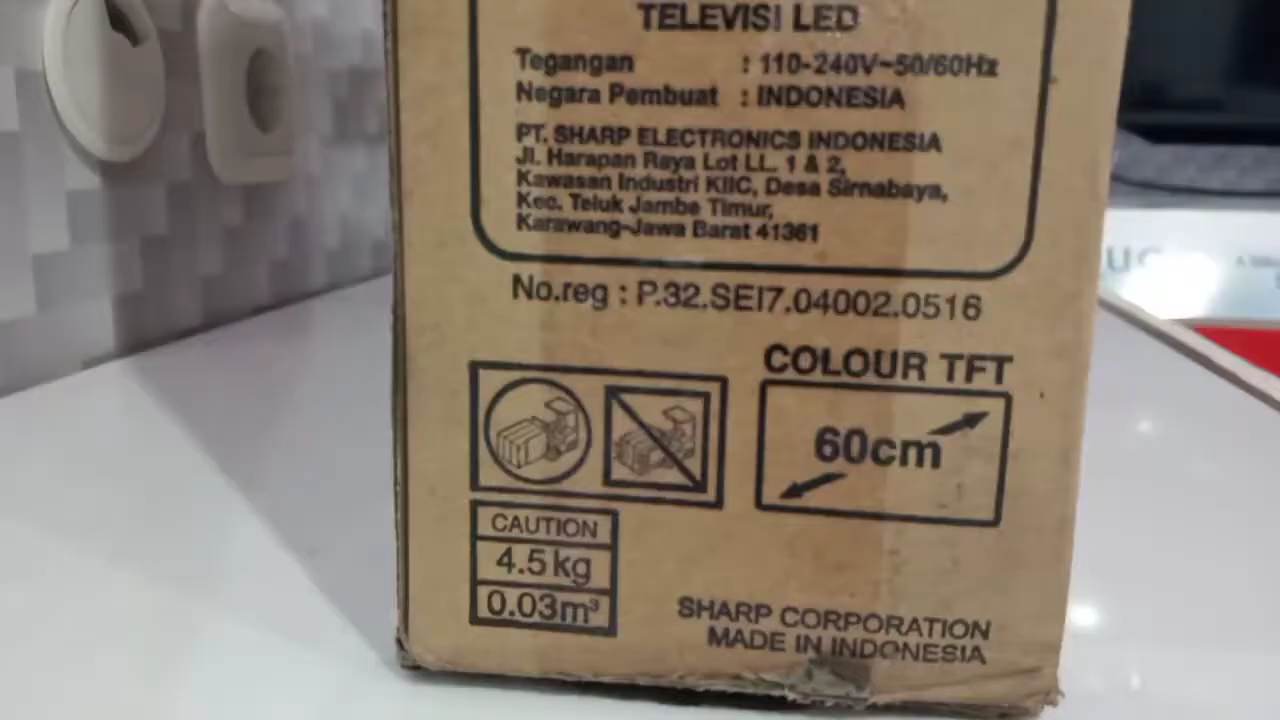 TELEVISI LED
Tegangan : 110-240V~50/60Hz
Negara Pembuat : INDONESIA
PT. SHARP ELECTRONICS INDONESIA
Jl. Harapan Raya Lot LL. 1 & 2,
Kawasan Industri KIIC, Desa Sirnabaya,
Kec. Teluk Jambe Timur,
Karawang-Jawa Barat 41361
No.reg : P.32.SEI7.04002.0516
COLOUR TFT
60cm
CAUTION
4.5kg
0.03m³
SHARP CORPORATION
MADE IN INDONESIA